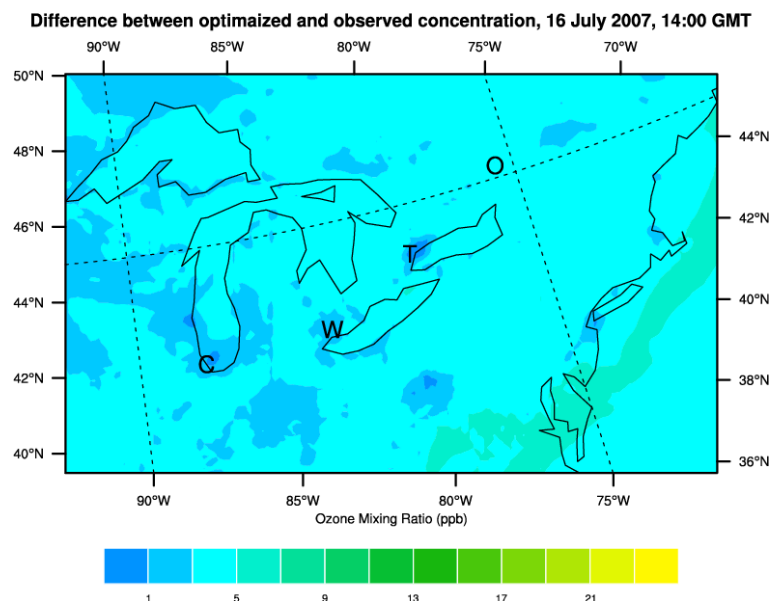 Difference between optimaized and observed concentration, 16 July 2007, 14:00 GMT
90°W 85°W 80°W 75°W 70°W
50°N
44°N
48°N
O
46°N
42°N
T
44°N
40°N
W
C
42°N
38°N
40°N
36°N
90°W 85°W 80°W 75°W
Ozone Mixing Ratio (ppb)
1 5 9 13 17 21